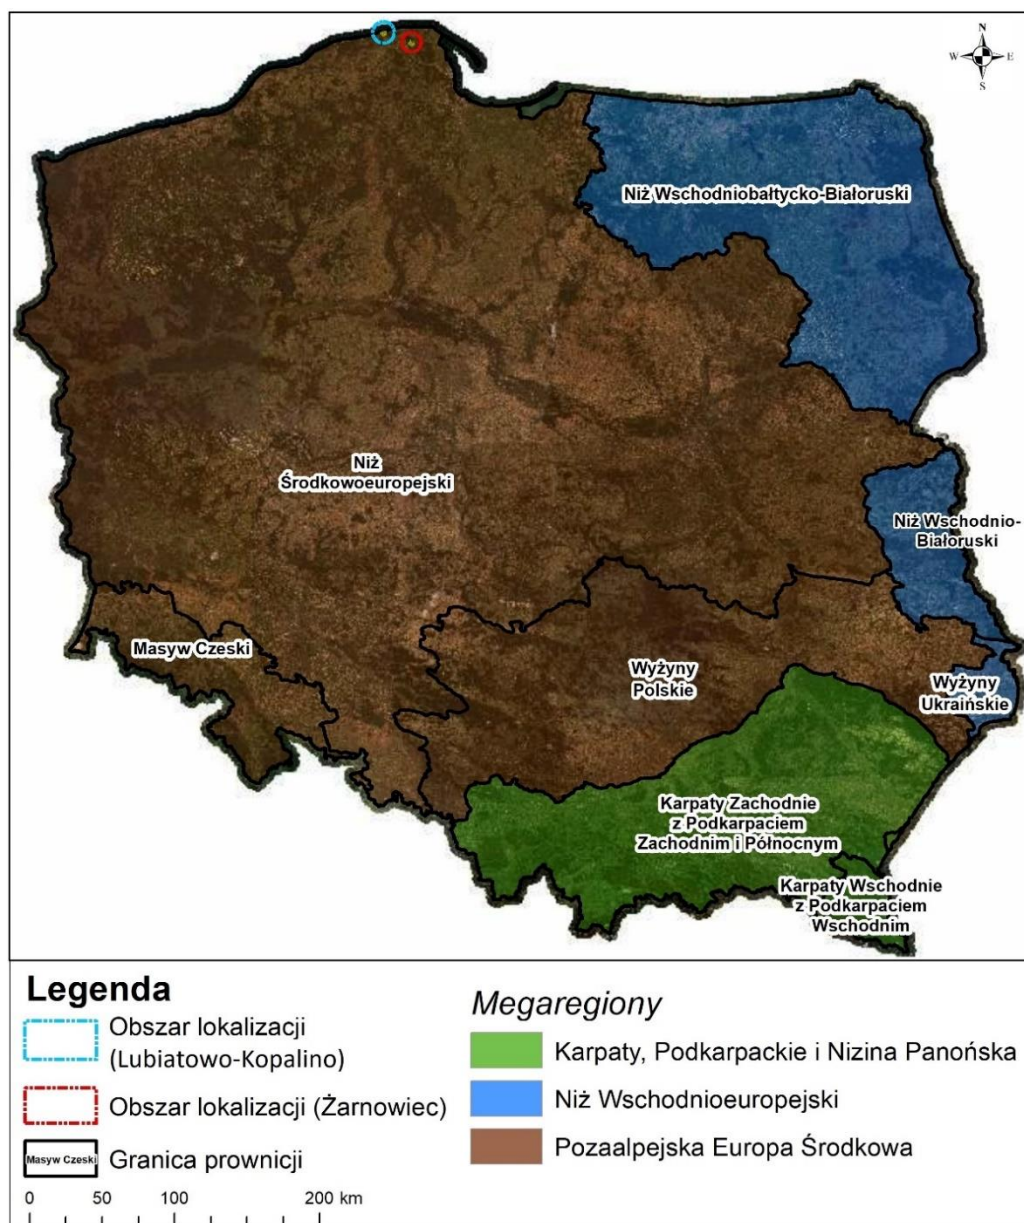 N
W E
S
Niż Wschodniobałtycko-Białoruski
Niż
Środkowoeuropejski
Niż Wschodnio-
Białoruski
Masyw Czeski
Wyżyny
Polskie
Wyżyny
Ukraińskie
Karpaty Zachodnie
z Podkarpaciem
Zachodnim i Północnym
Karpaty Wschodnie
z Podkarpaciem
Wschodnim
Legenda
Obszar lokalizacji
(Lubiatowo-Kopalino)
Obszar lokalizacji (Żarnowiec)
Masyw Czeski Granica prownicji
0 50 100 200 km
Megaregiony
Karpaty, Podkarpackie i Nizina Panońska
Niż Wschodnioeuropejski
Pozaalpejska Europa Środkowa